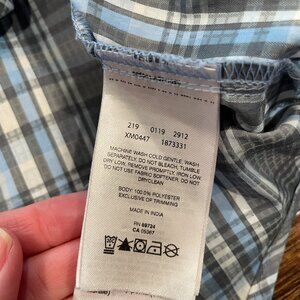 219 0119 2912
XM0447 1873331
MACHINE WASH COLD GENTLE, WASH
SEPARATELY, DO NOT BLEACH, TUMBLE
DRY LOW, REMOVE PROMPTLY, IRON LOW
DO NOT USE FABRIC SOFTENER, DO NOT
DRYCLEAN
BODY: 100.0% POLYESTER
EXCLUSIVE OF TRIMMING
MADE IN INDIA
RN 69724
CA 05367